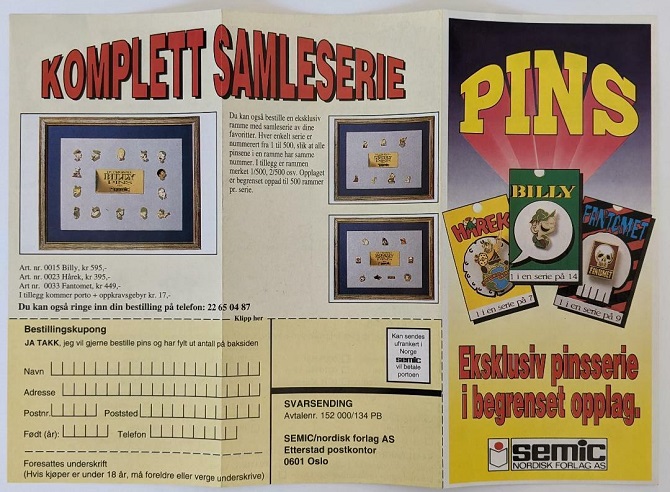 KOMPLETT SAMLESERIE
Du kan også bestille en eksklusiv
ramme med samleserie av dine
favoritter. Hver enkelt serie er
nummerert fra 1 til 500, slik at alle
pinsene i en ramme har samme
nummer. I tillegg er rammen
merket 1/500, 2/500 osv. Opplaget
er begrenset oppad til 500 rammer
pr. serie.
BILLY
PINS
Art. nr. 0015 Billy, kr 595,-
Art. nr. 0023 Hårek, kr 395,-
Art. nr. 0033 Fantomet, kr 449,-
I tillegg kommer porto + oppkravsgebyr kr. 17,-
Du kan også ringe inn din bestilling på telefon: 22 65 04 87
Klipp her
Bestillingskupong
JA TAKK, jeg vil gjerne bestille pins og har fylt ut antall på baksiden
Navn
Adresse
Postnr. Poststed
Født (år): Telefon
Foresattes underskrift
(Hvis kjøper er under 18 år, må foreldre eller verge underskrive)
Kan sendes
ufrankert i
Norge
semic
vil betale
portoen
SVARSENDING
Avtalenr. 152 000/134 PB
SEMIC/nordisk forlag AS
Etterstad postkontor
0601 Oslo
PINS
HÅREK
1 i en serie på 7
BILLY
1 i en serie på 14
FANTOMET
FANTOMET
1 i en serie på 9
Eksklusiv pinsserie
i begrenset opplag.
semic
NORDISK FORLAG AS